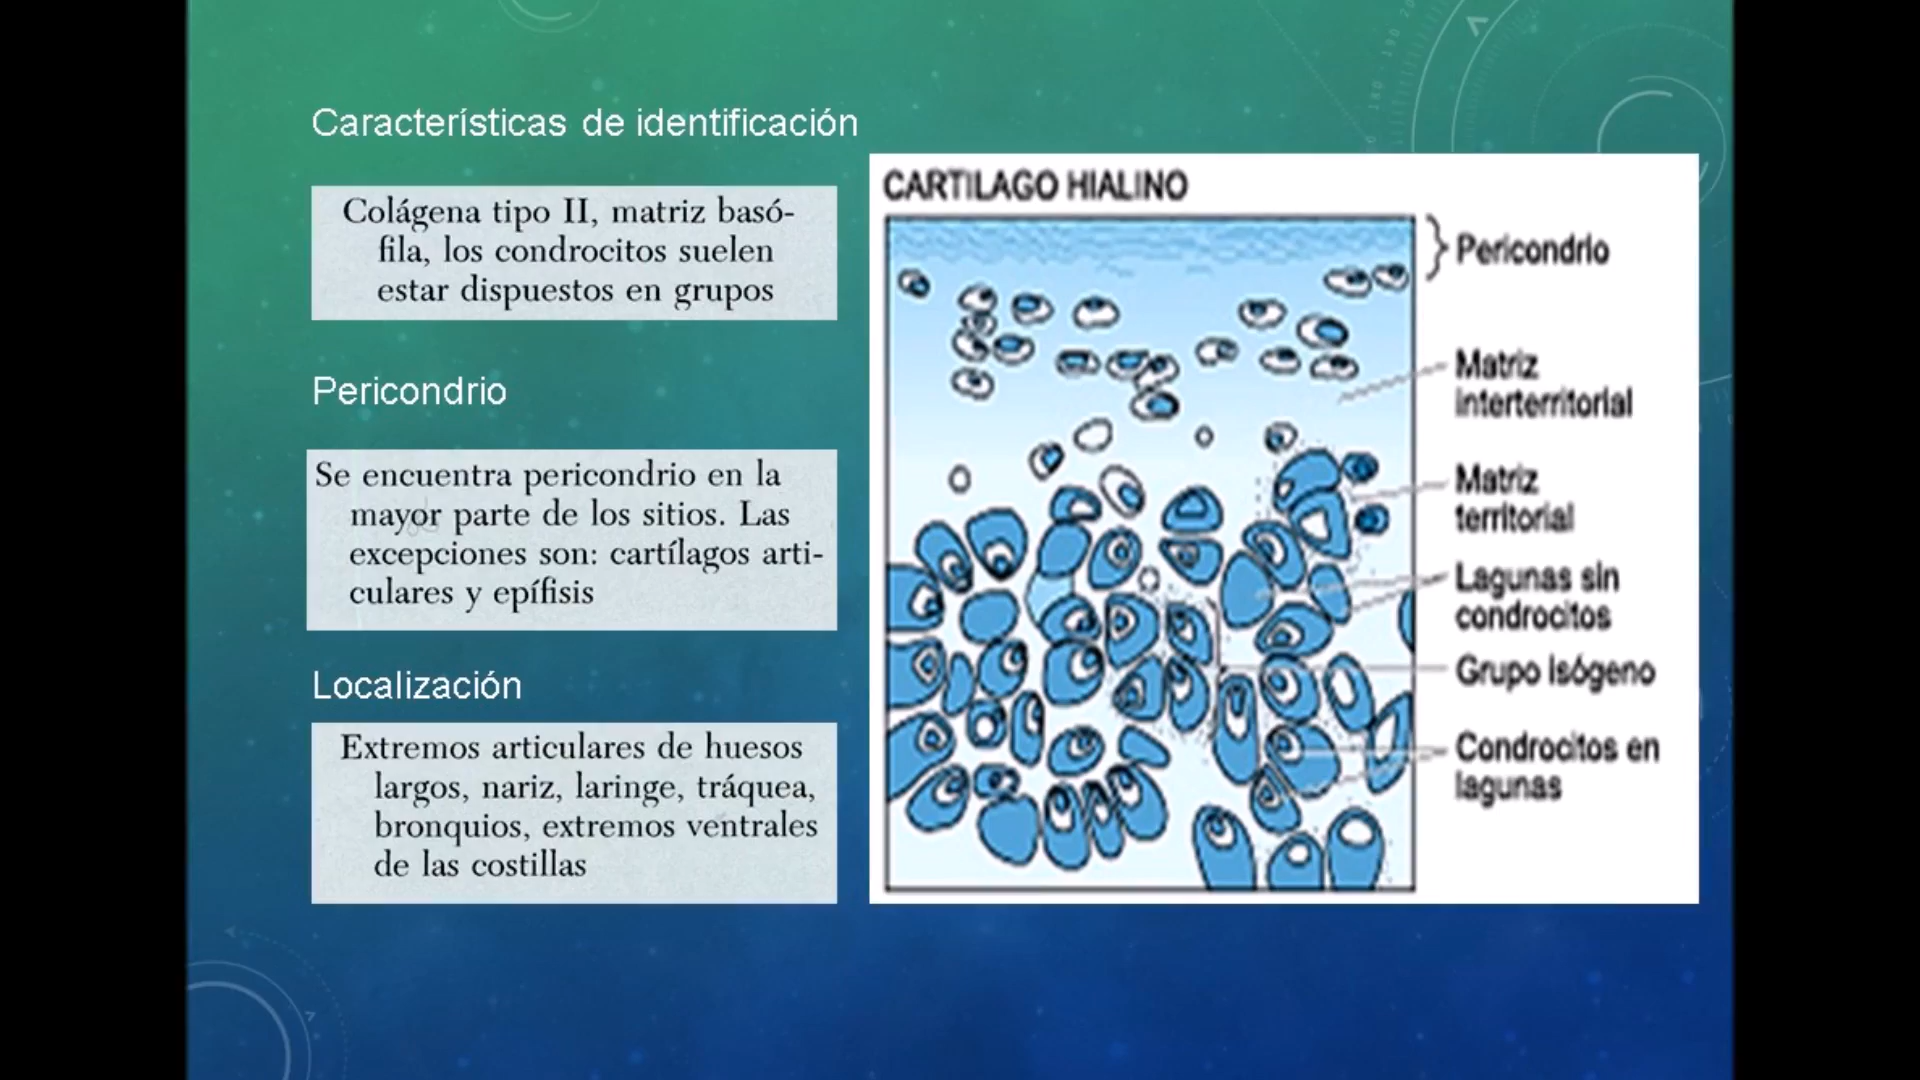 Características de identificación
Colágena tipo II, matriz basó-
fila, los condrocitos suelen
estar dispuestos en grupos
Pericondrio
Se encuentra pericondrio en la
mayor parte de los sitios. Las
excepciones son: cartílagos arti-
culares y epífisis
Localización
Extremos articulares de huesos
largos, nariz, laringe, tráquea,
bronquios, extremos ventrales
de las costillas
CARTILAGO HIALINO
Pericondrio
Matriz
interterritorial
Matriz
territorial
Lagunas sin
condrocitos
Grupo isógeno
Condrocitos en
lagunas